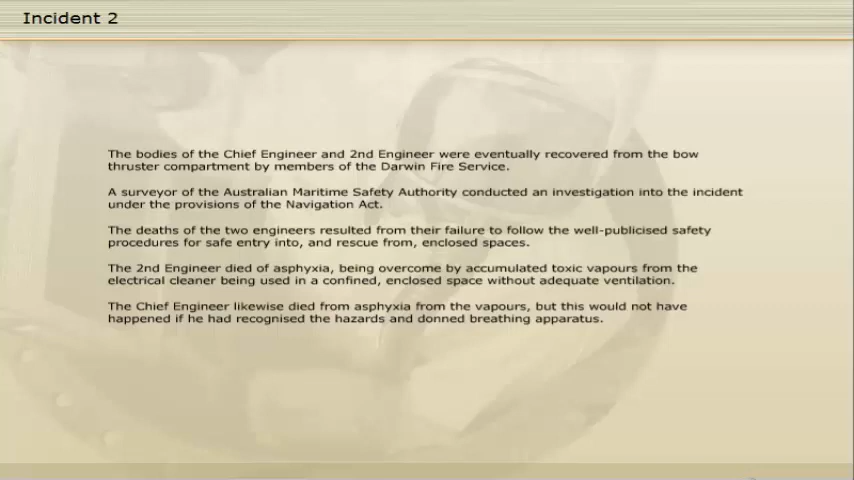 Incident 2
The bodies of the Chief Engineer and 2nd Engineer were eventually recovered from the bow
thruster compartment by members of the Darwin Fire Service.
A surveyor of the Australian Maritime Safety Authority conducted an investigation into the incident
under the provisions of the Navigation Act.
The deaths of the two engineers resulted from their failure to follow the well-publicised safety
procedures for safe entry into, and rescue from, enclosed spaces.
The 2nd Engineer died of asphyxia, being overcome by accumulated toxic vapours from the
electrical cleaner being used in a confined, enclosed space without adequate ventilation.
The Chief Engineer likewise died from asphyxia from the vapours, but this would not have
happened if he had recognised the hazards and donned breathing apparatus.